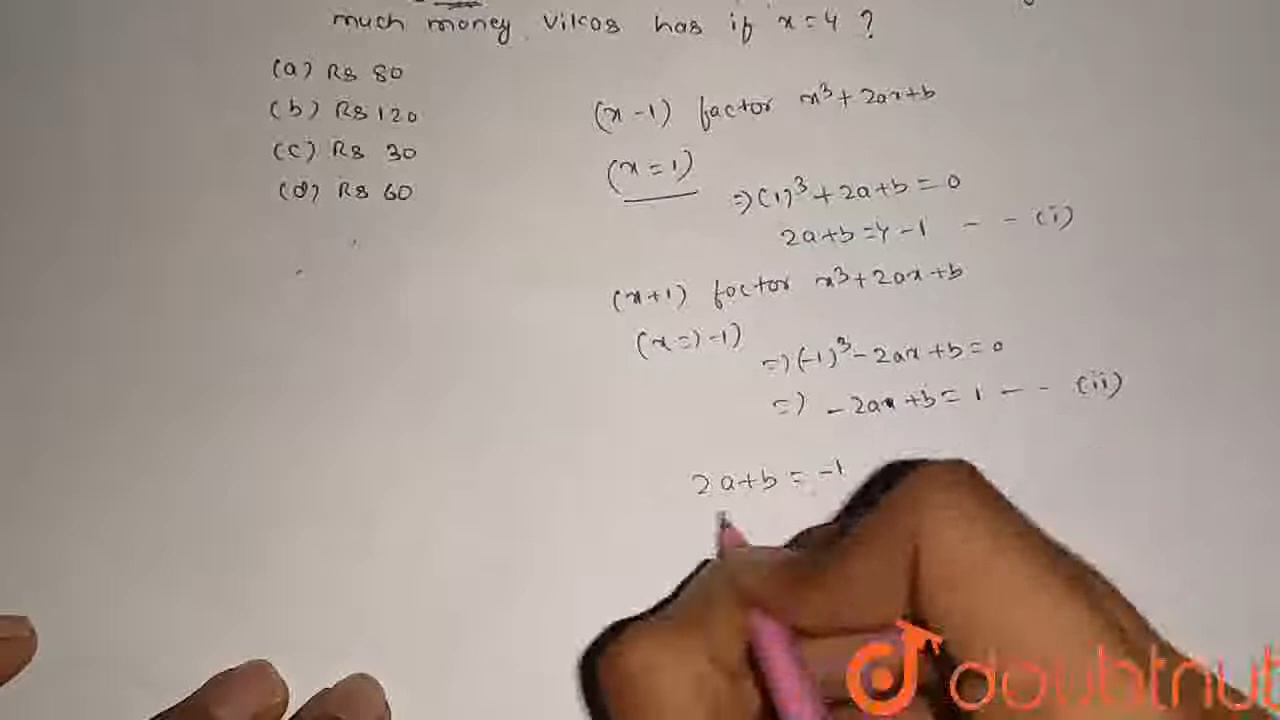 much money Vikas has if x = 4 ?
(a) Rs 80
(b) Rs 120
(c) Rs 30
(d) Rs 60
(x-1) factor x³+2ax+b
(x=1)
=> (1)³+2a+b=0
2a+b= -1 - - (i)
(x+1) factor x³+2ax+b
(x=)-1)
=> (-1)³-2ax+b=0
=> -2a+b=1 - - (ii)
2a+b=-1
doubtnut